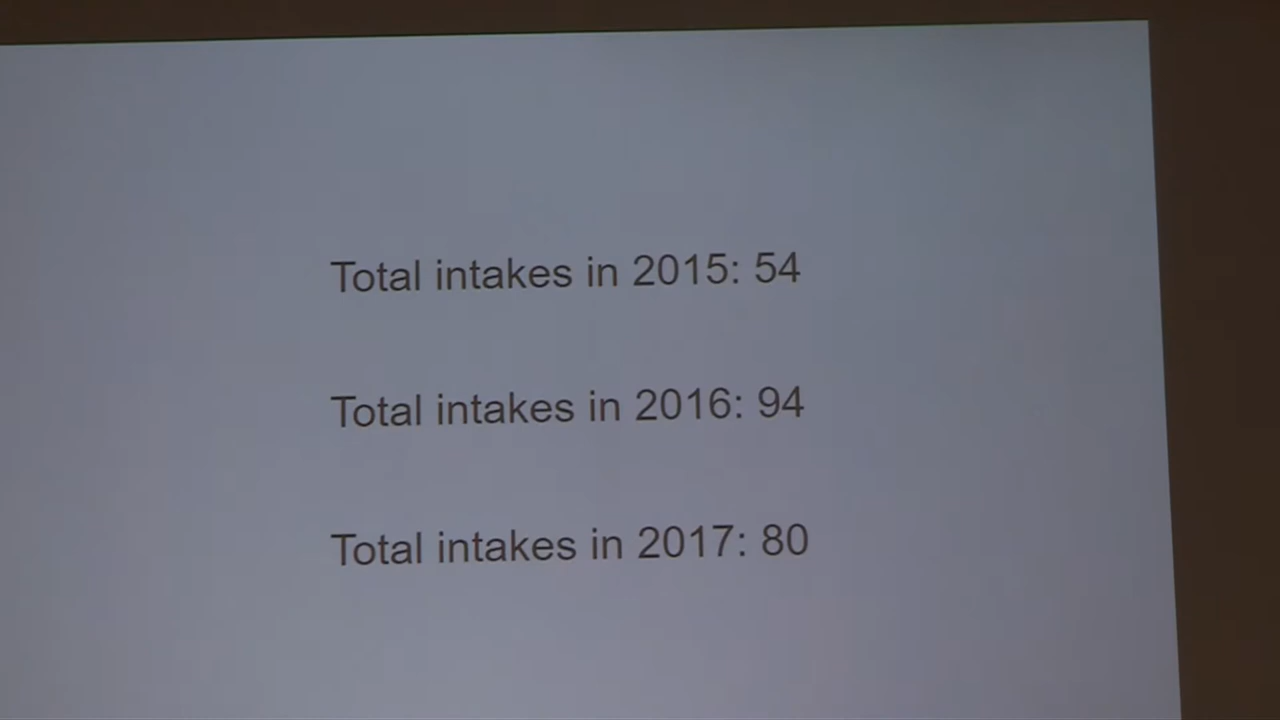 Total intakes in 2015: 54
Total intakes in 2016: 94
Total intakes in 2017: 80